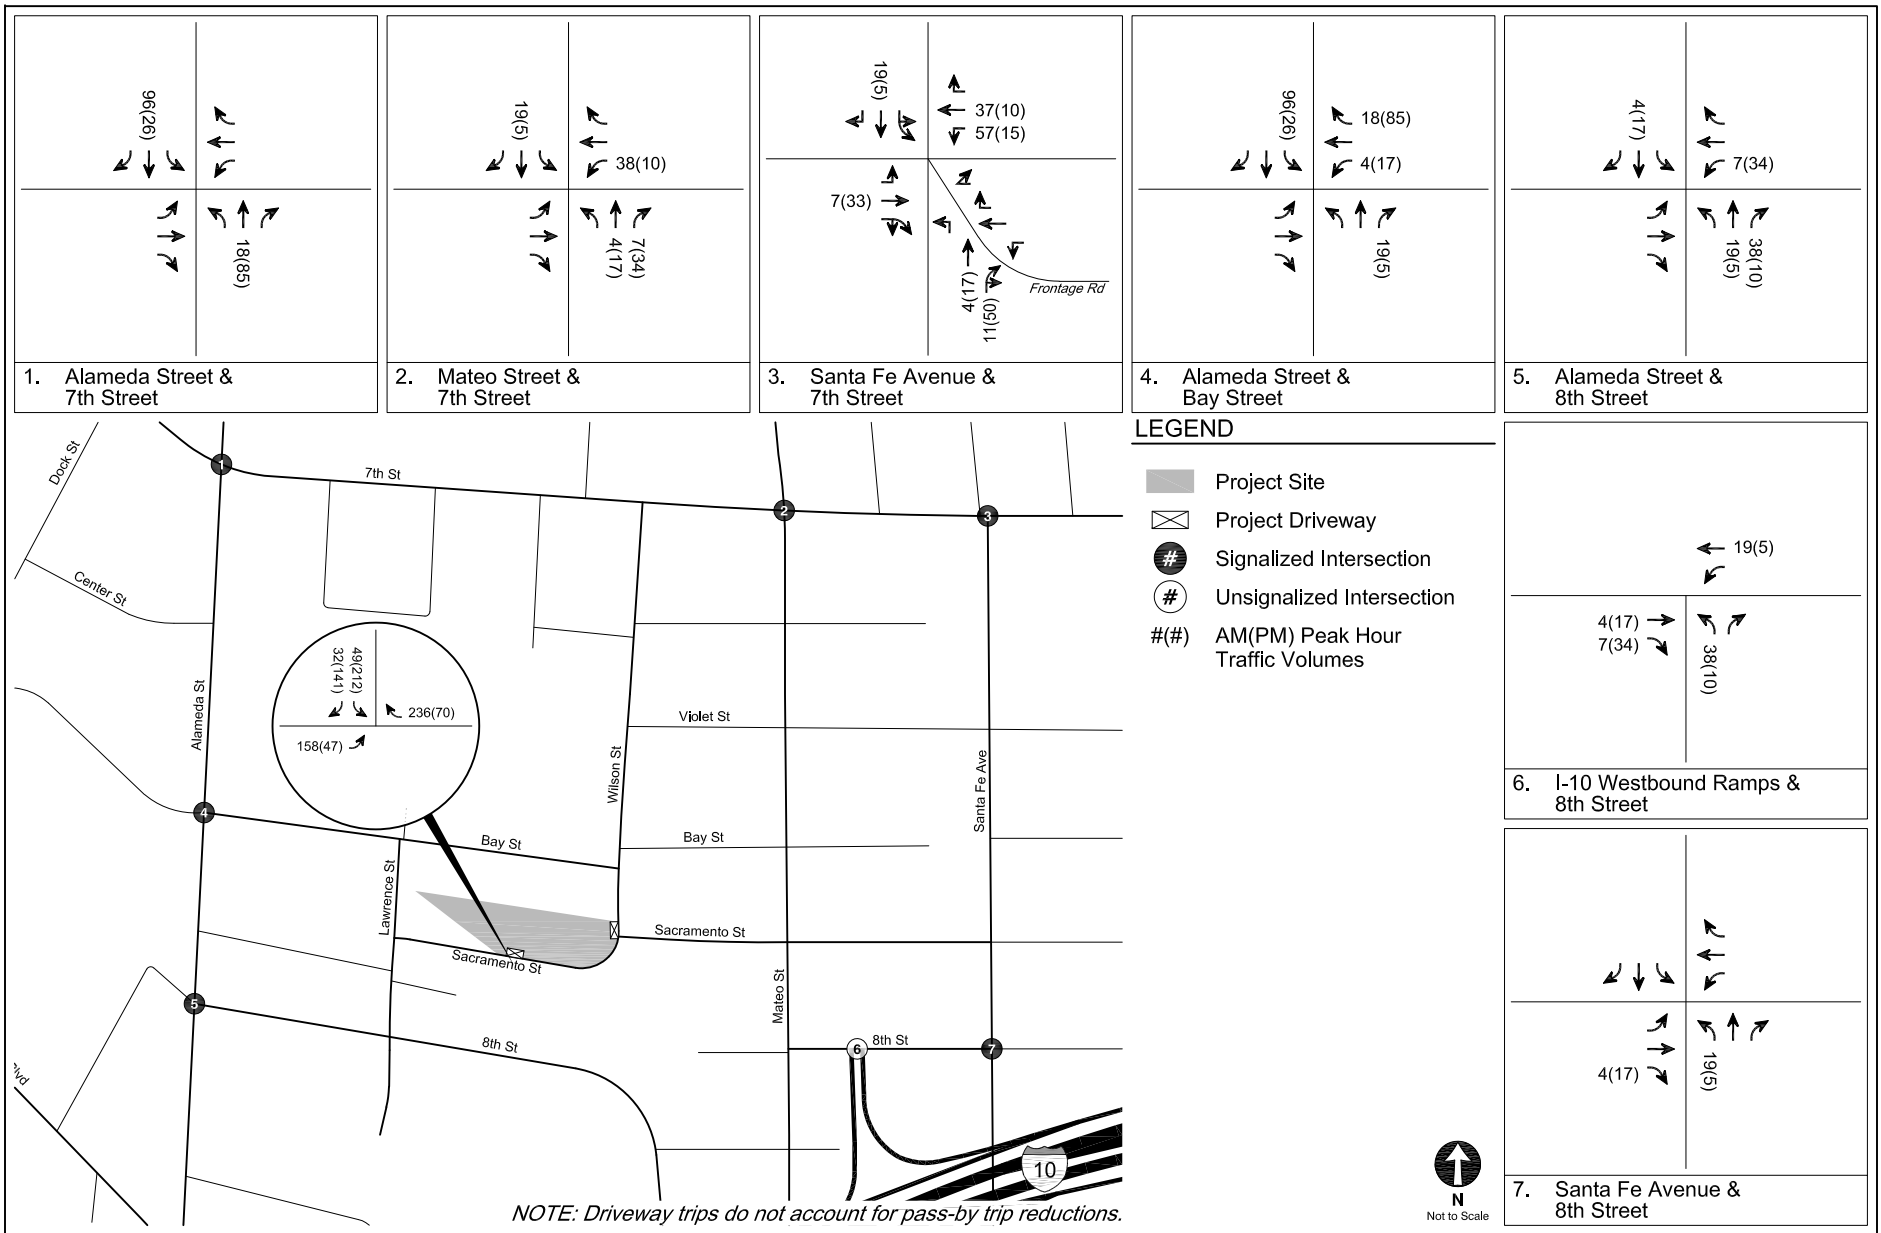 96(26)
18(85)
1. Alameda Street &
7th Street
19(5)
38(10)
4(17)
7(34)
2. Mateo Street &
7th Street
19(5)
37(10)
57(15)
7(33)
4(17)
11(50)
Frontage Rd
3. Santa Fe Avenue &
7th Street
96(26)
18(85)
4(17)
19(5)
4. Alameda Street &
Bay Street
4(17)
7(34)
19(5)
38(10)
5. Alameda Street &
8th Street
LEGEND
Project Site
Project Driveway
# Signalized Intersection
# Unsignalized Intersection
#(#) AM(PM) Peak Hour
Traffic Volumes
19(5)
4(17)
7(34)
38(10)
6. I-10 Westbound Ramps &
8th Street
4(17)
19(5)
7. Santa Fe Avenue &
8th Street
Dock St
1
7th St
2
3
Center St
49(212)
32(141)
236(70)
158(47)
Alameda St
Wilson St
Violet St
Santa Fe Ave
4
Bay St
Bay St
Lawrence St
Sacramento St
Sacramento St
Mateo St
5
8th St
6
8th St
7
lvd
10
N
Not to Scale
NOTE: Driveway trips do not account for pass-by trip reductions.